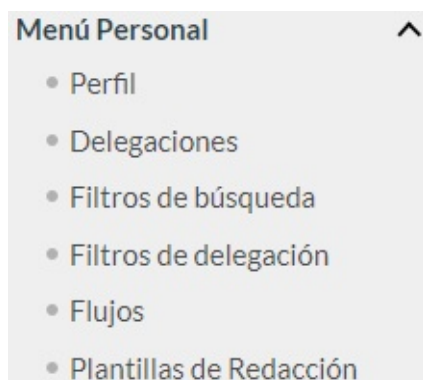 Menú Personal
Perfil
Delegaciones
Filtros de búsqueda
Filtros de delegación
Flujos
Plantillas de Redacción